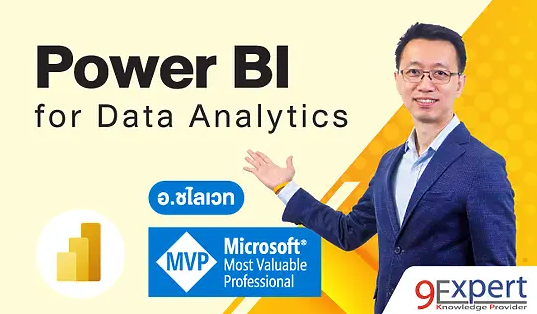 Power BI
for Data Analytics
อ.ชไลเวท
MVP
Microsoft®
Most Valuable
Professional
9Expert
Knowledge Provider